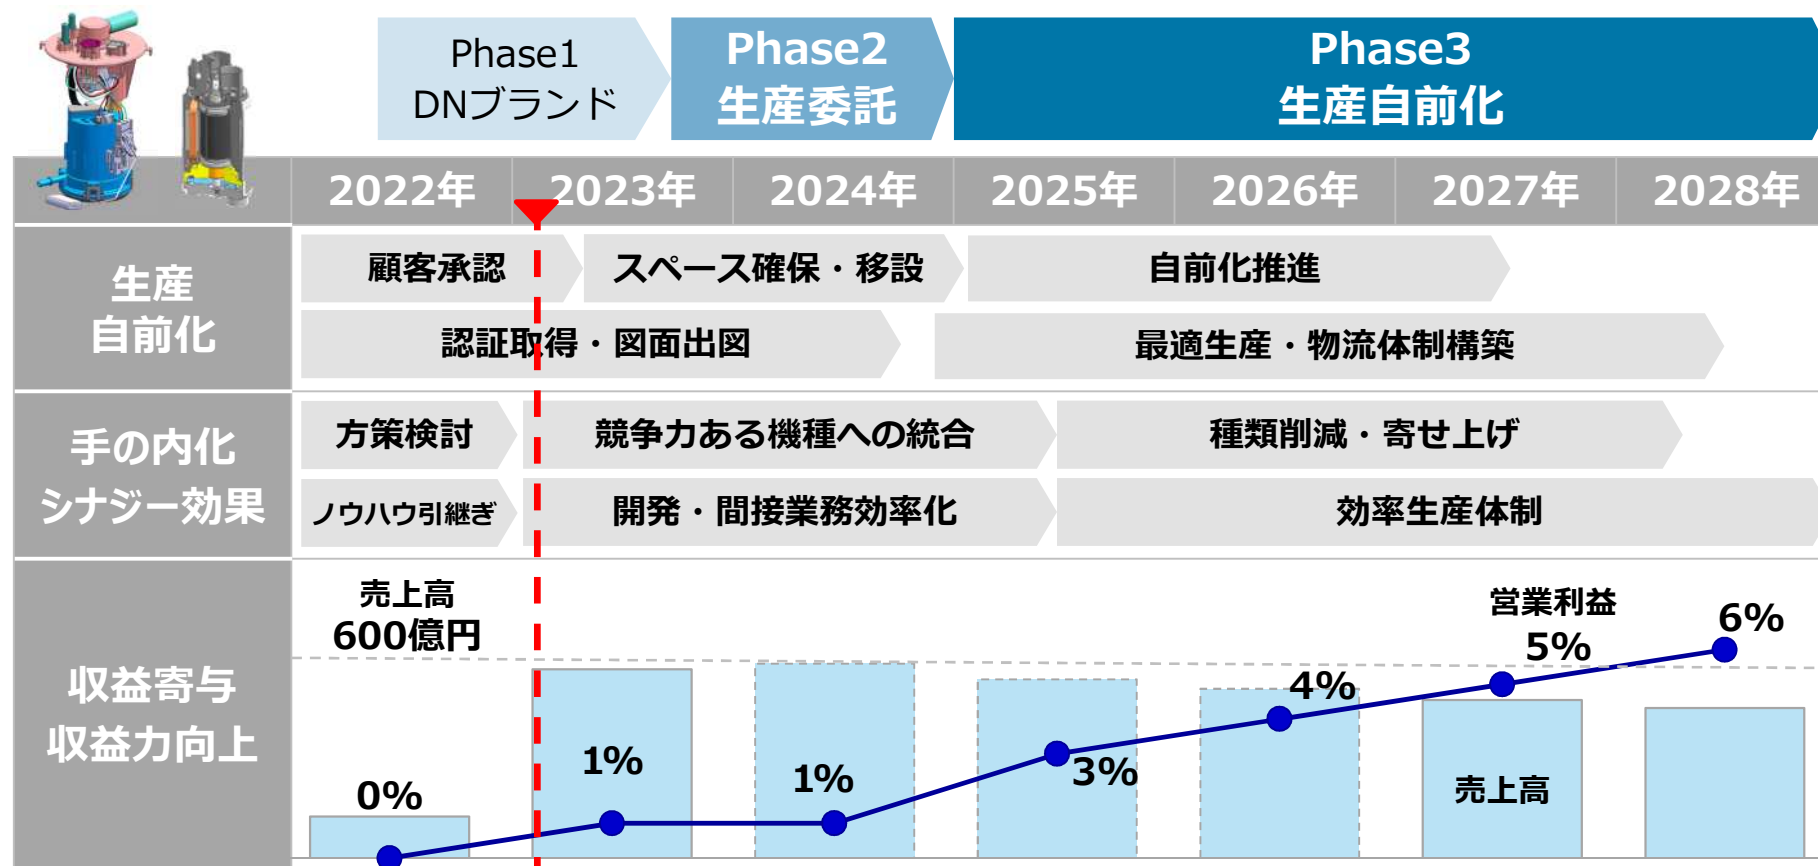 Phase1
DNブランド
Phase2
生産委託
Phase3
生産自前化
2022年
2023年
2024年
2025年
2026年
2027年
2028年
生産
自前化
顧客承認
スペース確保・移設
自前化推進
認証取得・図面出図
最適生産・物流体制構築
手の内化
シナジー効果
方策検討
競争力ある機種への統合
種類削減・寄せ上げ
ノウハウ引継ぎ
開発・間接業務効率化
効率生産体制
収益寄与
収益力向上
売上高
600億円
営業利益
0%
1%
1%
3%
4%
5%
6%
売上高